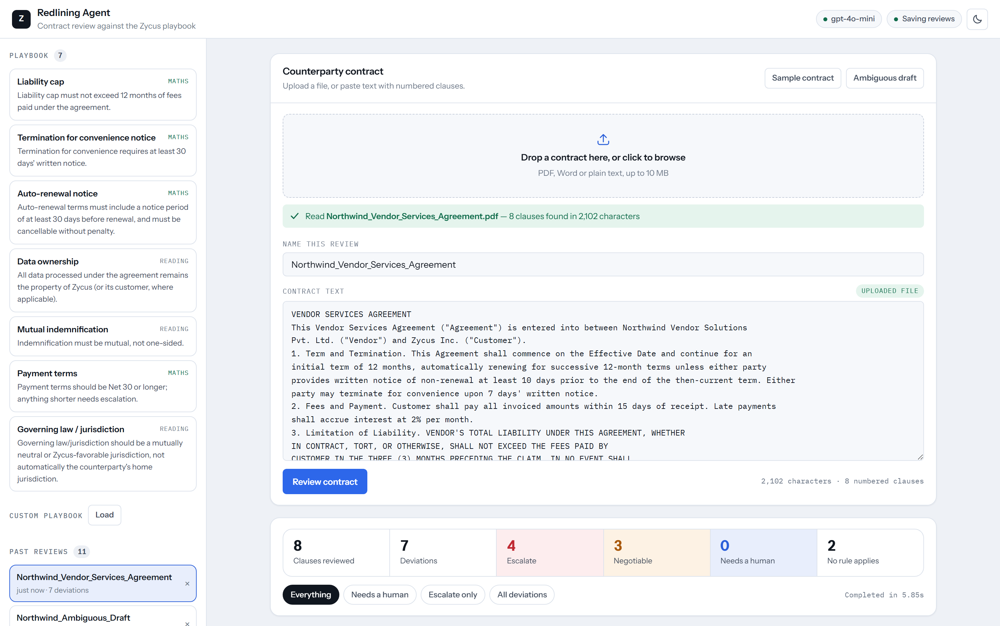 Z
Redlining Agent
Contract review against the Zycus playbook
gpt-4o-mini
Saving reviews
PLAYBOOK 7
Liability cap MATHS
Liability cap must not exceed 12 months of fees
paid under the agreement.
Termination for convenience notice MATHS
Termination for convenience requires at least 30
days' written notice.
Auto-renewal notice MATHS
Auto-renewal terms must include a notice period
of at least 30 days before renewal, and must be
cancellable without penalty.
Data ownership READING
All data processed under the agreement remains
the property of Zycus (or its customer, where
applicable).
Mutual indemnification READING
Indemnification must be mutual, not one-sided.
Payment terms MATHS
Payment terms should be Net 30 or longer;
anything shorter needs escalation.
Governing law / jurisdiction READING
Governing law/jurisdiction should be a mutually
neutral or Zycus-favorable jurisdiction, not
automatically the counterparty's home
jurisdiction.
CUSTOM PLAYBOOK Load
PAST REVIEWS 11
Northwind_Vendor_Services_Agreement
just now · 7 deviations
×
Northwind_Ambiguous_Draft
×
Counterparty contract
Upload a file, or paste text with numbered clauses.
Sample contract
Ambiguous draft
Drop a contract here, or click to browse
PDF, Word or plain text, up to 10 MB
Read Northwind_Vendor_Services_Agreement.pdf — 8 clauses found in 2,102 characters
NAME THIS REVIEW
Northwind_Vendor_Services_Agreement
CONTRACT TEXT UPLOADED FILE
VENDOR SERVICES AGREEMENT
This Vendor Services Agreement ("Agreement") is entered into between Northwind Vendor Solutions
Pvt. Ltd. ("Vendor") and Zycus Inc. ("Customer").
1. Term and Termination. This Agreement shall commence on the Effective Date and continue for an
initial term of 12 months, automatically renewing for successive 12-month terms unless either party
provides written notice of non-renewal at least 10 days prior to the end of the then-current term. Either
party may terminate for convenience upon 7 days' written notice.
2. Fees and Payment. Customer shall pay all invoiced amounts within 15 days of receipt. Late payments
shall accrue interest at 2% per month.
3. Limitation of Liability. VENDOR'S TOTAL LIABILITY UNDER THIS AGREEMENT, WHETHER
IN CONTRACT, TORT, OR OTHERWISE, SHALL NOT EXCEED THE FEES PAID BY
CUSTOMER IN THE THREE (3) MONTHS PRECEDING THE CLAIM. IN NO EVENT SHALL
Review contract
2,102 characters · 8 numbered clauses
8
Clauses reviewed
7
Deviations
4
Escalate
3
Negotiable
0
Needs a human
2
No rule applies
Everything
Needs a human
Escalate only
All deviations
Completed in 5.85s